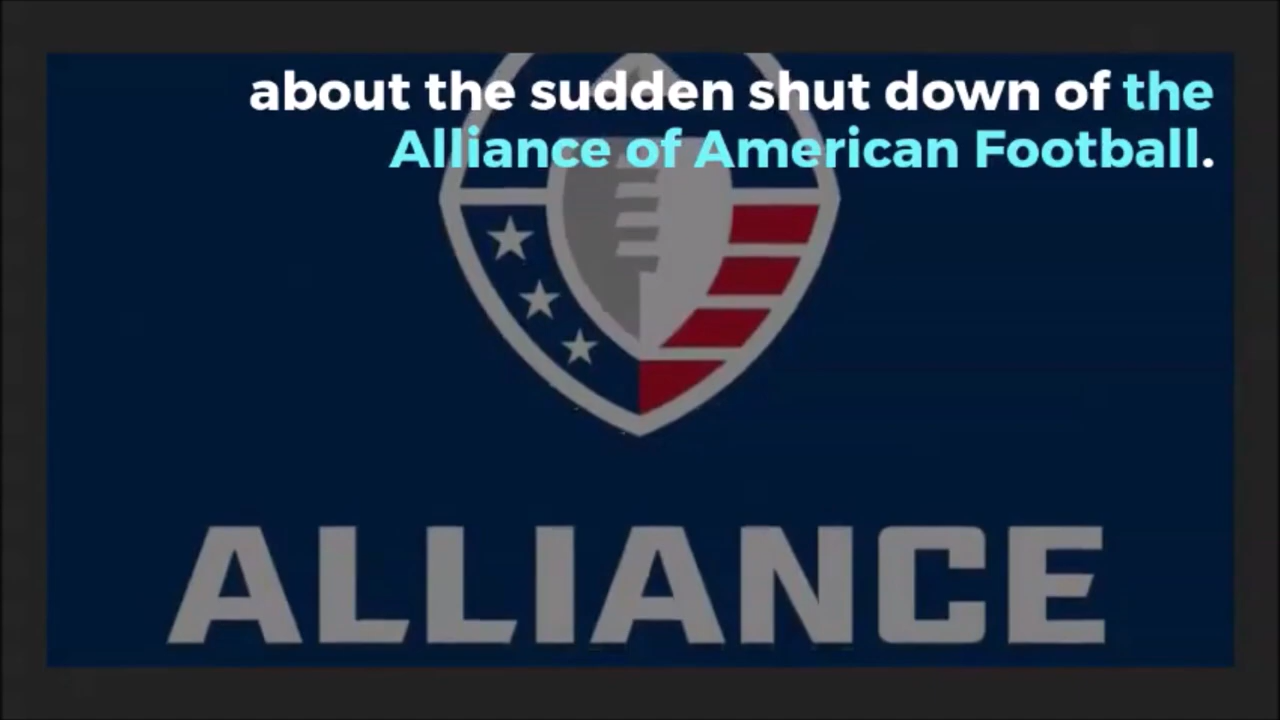 about the sudden shut down of the
Alliance of American Football.
ALLIANCE